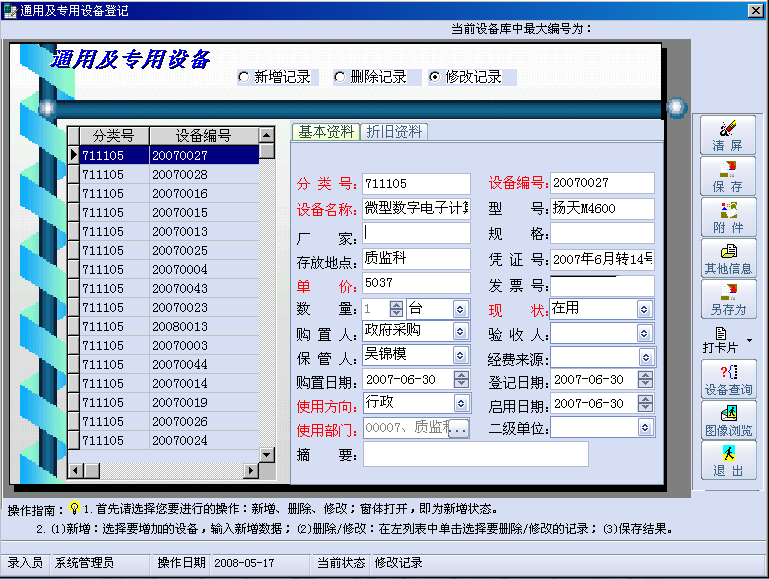 通用及专用设备登记
当前设备库中最大编号为：
通用及专用设备
新增记录 删除记录 修改记录
分类号 设备编号
711105 20070027
711105 20070028
711105 20070016
711105 20070015
711105 20070013
711105 20070025
711105 20070004
711105 20070043
711105 20070023
711105 20080013
711105 20070003
711105 20070044
711105 20070014
711105 20070019
711105 20070026
711105 20070024
基本资料 折旧资料
分 类 号: 711105 设备编号: 20070027
设备名称: 微型数字电子计算 型 号: 扬天M4600
厂 家: 规 格:
存放地点: 质监科 凭 证 号: 2007年6月转14号
单 价: 5037 发 票 号:
数 量: 1 台 现 状: 在用
购 置 人: 政府采购 验 收 人:
保 管 人: 吴锦模 经费来源:
购置日期: 2007-06-30 登记日期: 2007-06-30
使用方向: 行政 启用日期: 2007-06-30
使用部门: 00007、质监科 ... 二级单位:
摘 要:
清 屏
保 存
附 件
其他信息
另存为
打卡片
设备查询
图像浏览
退 出
操作指南： 1.首先请选择您要进行的操作：新增、删除、修改；窗体打开，即为新增状态。
2.(1)新增：选择要增加的设备，输入新增数据；(2)删除/修改：在左列表中单击选择要删除/修改的记录；(3)保存结果。
录入员 系统管理员 操作日期 2008-05-17 当前状态 修改记录